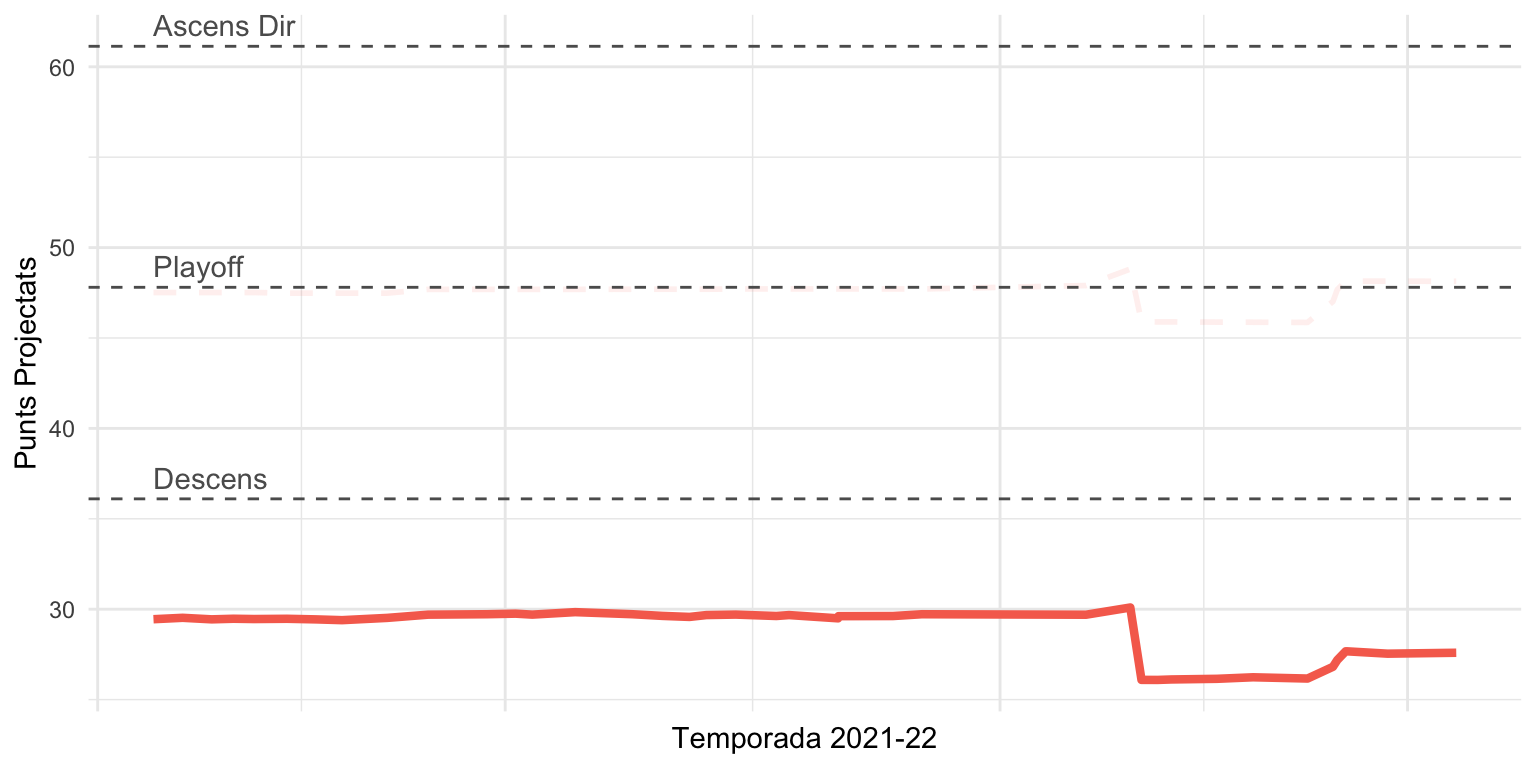 Ascens Dir
60
50
Playoff
40
Descens
30
Punts Projectats
Temporada 2021-22